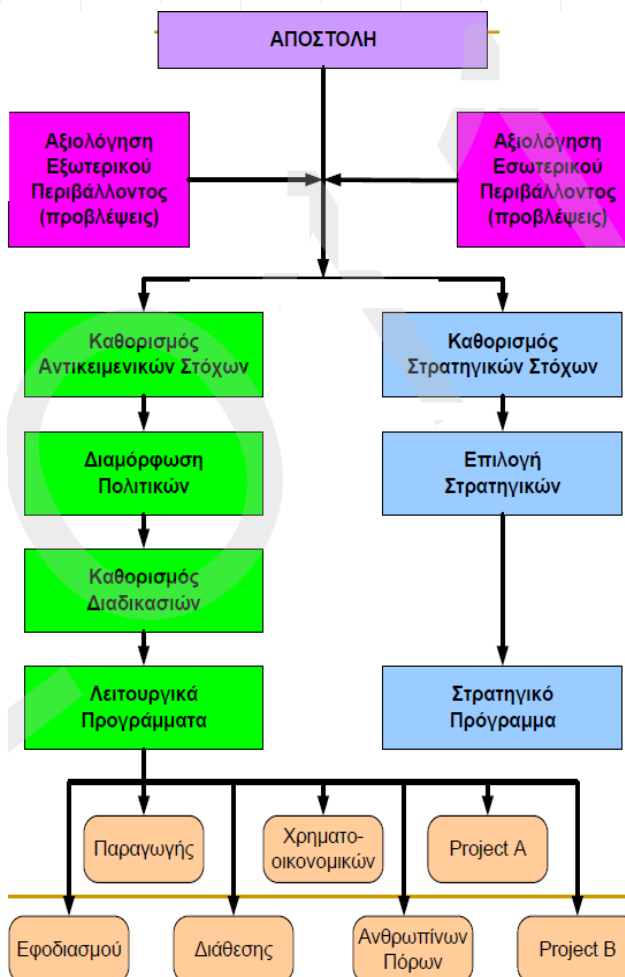 ΑΠΟΣΤΟΛΗ
Αξιολόγηση
Εξωτερικού
Περιβάλλοντος
(προβλέψεις)
Αξιολόγηση
Εσωτερικού
Περιβάλλοντος
(προβλέψεις)
Καθορισμός
Αντικειμενικών Στόχων
Καθορισμός
Στρατηγικών Στόχων
Διαμόρφωση
Πολιτικών
Επιλογή
Στρατηγικών
Καθορισμός
Διαδικασιών
Λειτουργικά
Προγράμματα
Στρατηγικό
Πρόγραμμα
Παραγωγής
Χρηματο-
οικονομικών
Project A
Εφοδιασμού
Διάθεσης
Ανθρωπίνων
Πόρων
Project B